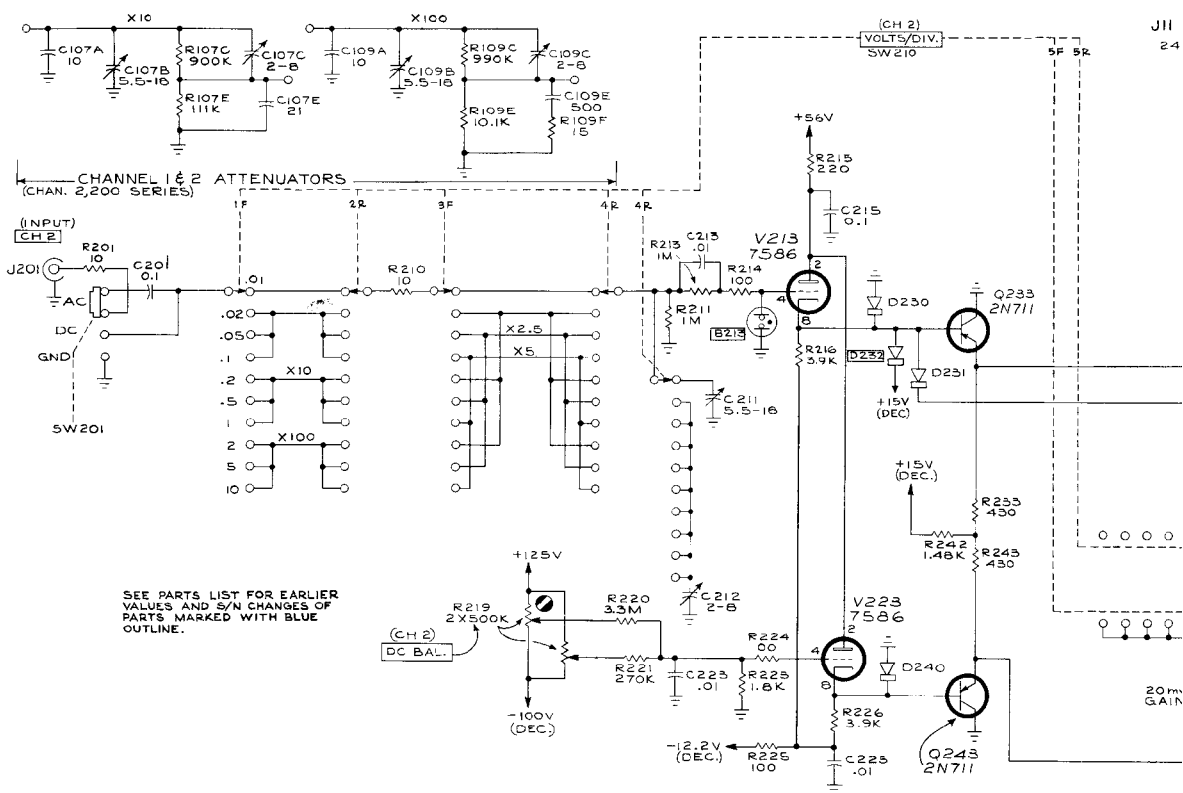 X10
C107A
10
C107B
5.5-18
R107C
900K
C107C
2-8
R107E
111K
C107E
21
X100
C109A
10
C109B
5.5-18
R109C
990K
C109C
2-8
R109E
10.1K
C109E
500
R109F
15
(CH 2)
VOLTS/DIV.
SW210
5F 5R
J11
24
CHANNEL 1 & 2 ATTENUATORS
(CHAN. 2,200 SERIES)
1F
2R
3F
4R
4R
(INPUT)
CH 2
J201
R201
10
C201
0.1
AC
DC
GND
SW201
.01
.02
.05
.1
.2
.5
1
2
5
10
X10
X100
R210
10
X2.5
X5
R213
1M
C213
.01
R214
100
R211
1M
B213
C211
5.5-18
C212
2-8
+56V
R215
220
C215
0.1
V213
7586
2
4
8
R216
3.9K
D230
D232
D231
+15V
(DEC)
Q233
2N711
+15V
(DEC.)
R233
430
R242
1.48K
R243
430
SEE PARTS LIST FOR EARLIER
VALUES AND S/N CHANGES OF
PARTS MARKED WITH BLUE
OUTLINE.
+125V
R219
2X500K
(CH 2)
DC BAL.
-100V
(DEC.)
R220
3.3M
R221
270K
C223
.01
R223
1.8K
R224
00
V223
7586
2
4
8
D240
R226
3.9K
-12.2V
(DEC.)
R225
100
C223
.01
Q243
2N711
20mv
GAIN